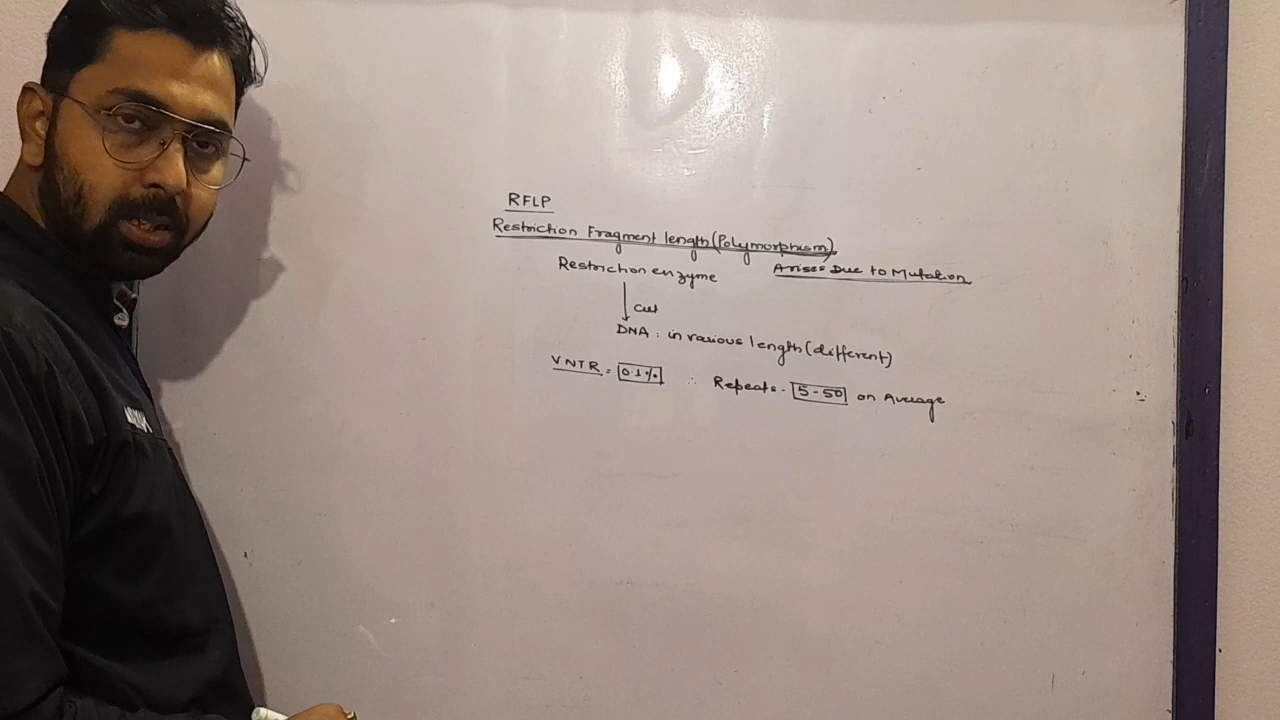 RFLP
Restriction Fragment length (Polymorphism)
Restriction enzyme Arises Due to Mutation
cut
DNA : in various length (different)
VNTR = 0.1% ∴ Repeats - 5-50 on Average